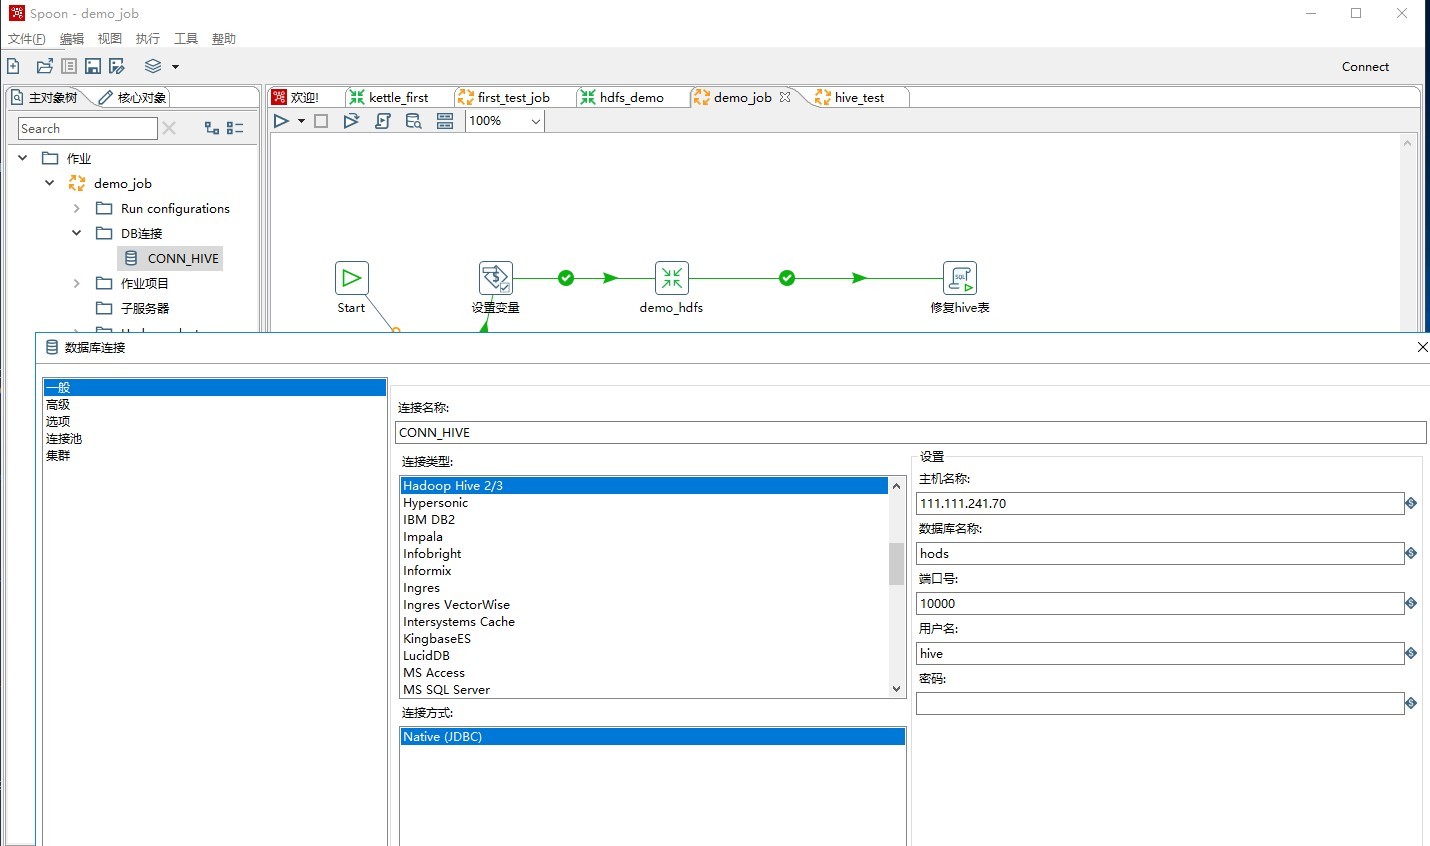 Spoon - demo_job
文件(F) 编辑 视图 执行 工具 帮助
Connect
主对象树 核心对象
欢迎! kettle_first first_test_job hdfs_demo demo_job hive_test
Search
100%
作业
demo_job
Run configurations
DB连接
CONN_HIVE
作业项目
子服务器
Start
设置变量
demo_hdfs
SQL
修复hive表
数据库连接
一般
高级
选项
连接池
集群
连接名称:
CONN_HIVE
连接类型:
Hadoop Hive 2/3
Hypersonic
IBM DB2
Impala
Infobright
Informix
Ingres
Ingres VectorWise
Intersystems Cache
KingbaseES
LucidDB
MS Access
MS SQL Server
连接方式:
Native (JDBC)
设置
主机名称:
111.111.241.70
数据库名称:
hods
端口号:
10000
用户名:
hive
密码: